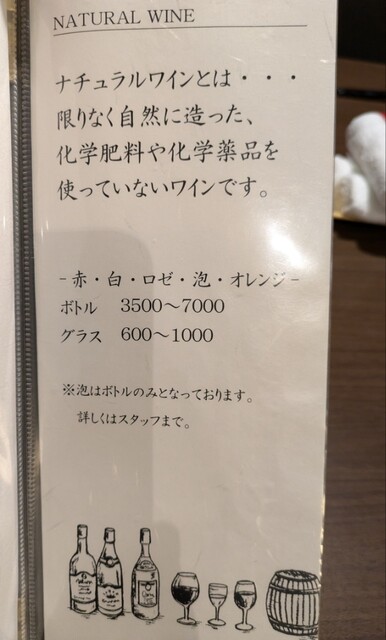 NATURAL WINE
ナチュラルワインとは・・・
限りなく自然に造った、
化学肥料や化学薬品を
使っていないワインです。
-赤・白・ロゼ・泡・オレンジ-
ボトル 3500〜7000
グラス 600〜1000
※泡はボトルのみとなっております。
詳しくはスタッフまで。